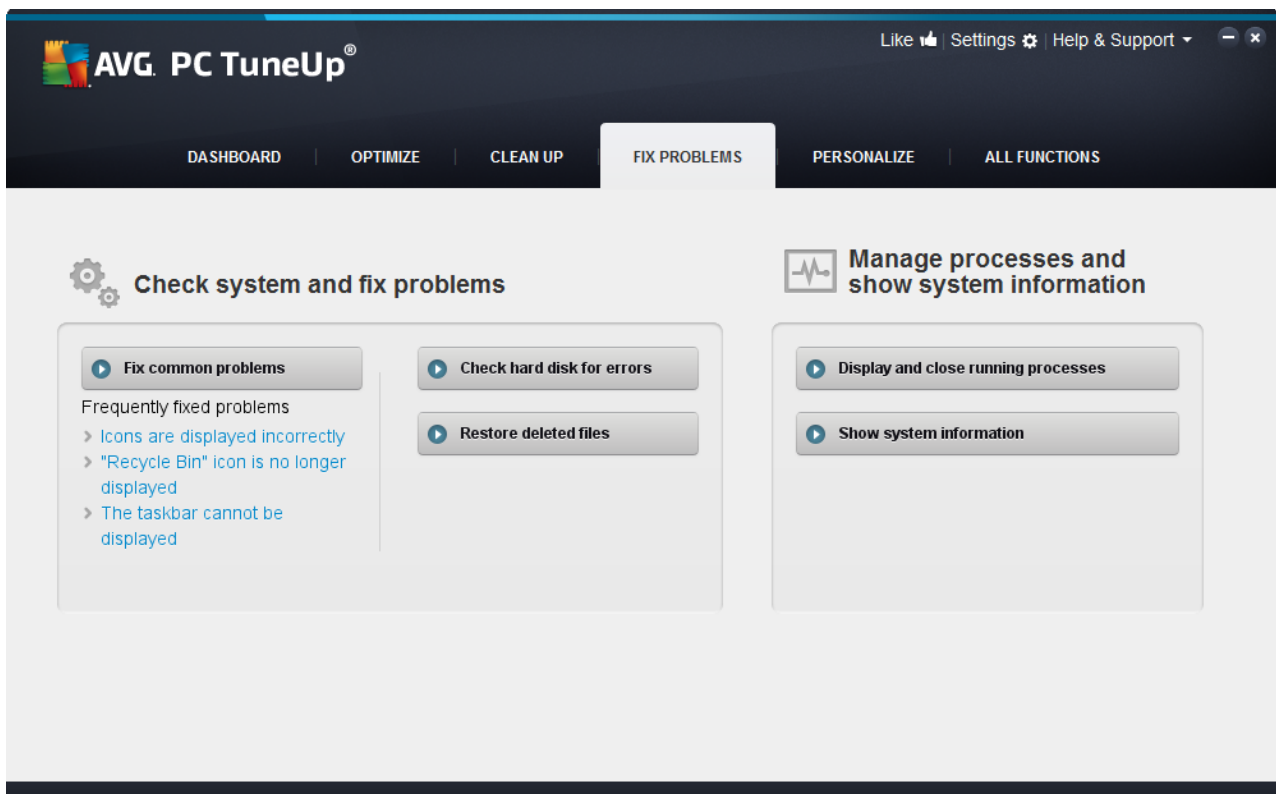 Like | Settings | Help & Support
AVG. PC TuneUp®
DASHBOARD | OPTIMIZE | CLEAN UP | FIX PROBLEMS | PERSONALIZE | ALL FUNCTIONS
Check system and fix problems
Fix common problems
Frequently fixed problems
Icons are displayed incorrectly
"Recycle Bin" icon is no longer
displayed
The taskbar cannot be
displayed
Check hard disk for errors
Restore deleted files
Manage processes and
show system information
Display and close running processes
Show system information